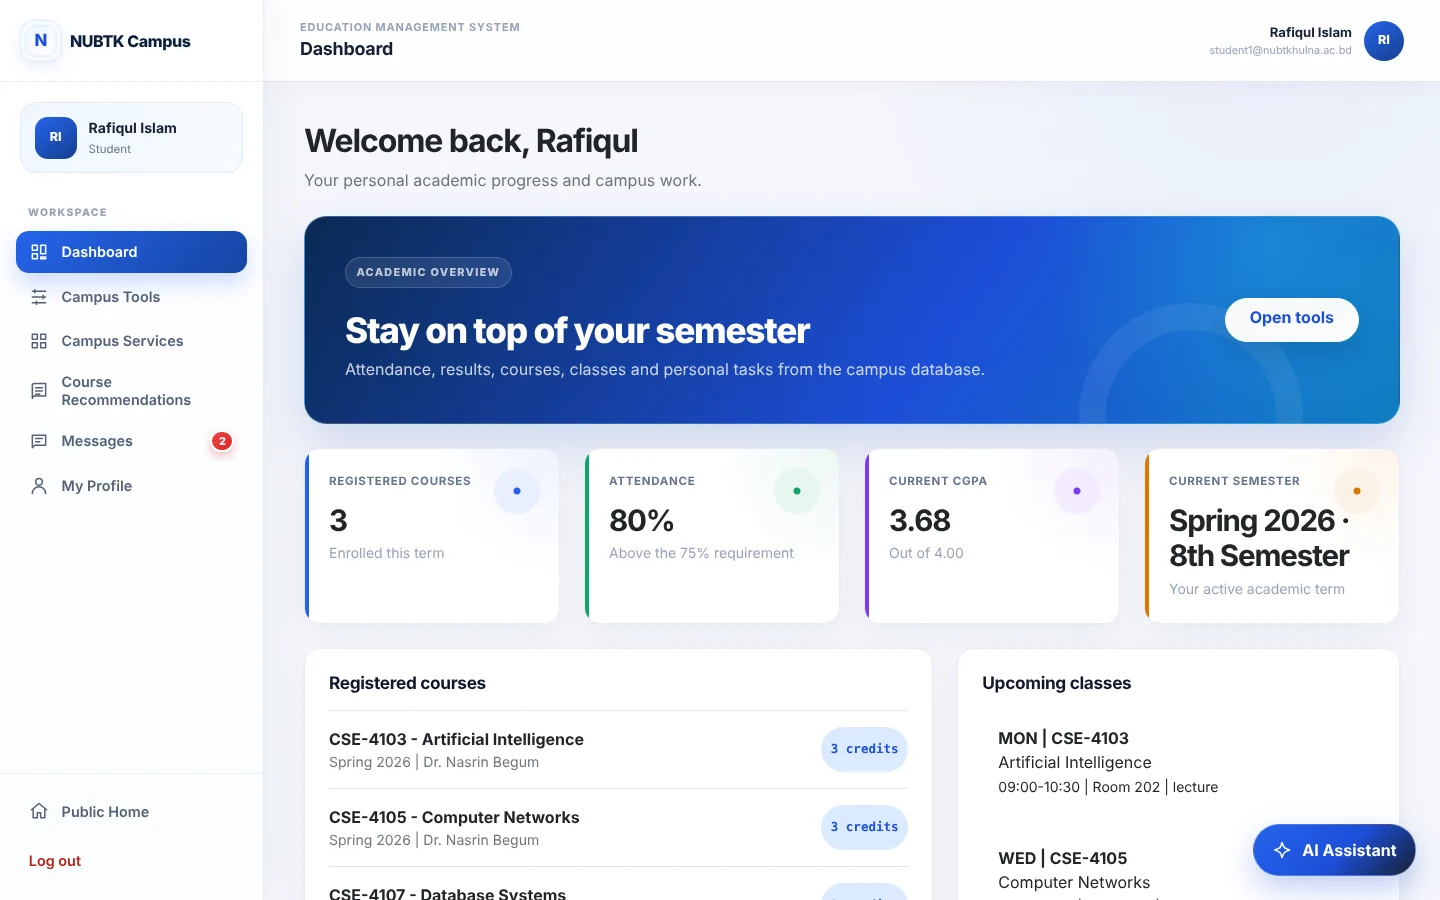 N
NUBTK Campus
RI
Rafiqul Islam
Student
WORKSPACE
Dashboard
Campus Tools
Campus Services
Course
Recommendations
Messages
2
My Profile
Public Home
Log out
EDUCATION MANAGEMENT SYSTEM
Dashboard
Rafiqul Islam
student1@nubtkhulna.ac.bd
RI
Welcome back, Rafiqul
Your personal academic progress and campus work.
ACADEMIC OVERVIEW
Stay on top of your semester
Attendance, results, courses, classes and personal tasks from the campus database.
Open tools
REGISTERED COURSES
3
Enrolled this term
ATTENDANCE
80%
Above the 75% requirement
CURRENT CGPA
3.68
Out of 4.00
CURRENT SEMESTER
Spring 2026 ·
8th Semester
Your active academic term
Registered courses
CSE-4103 - Artificial Intelligence
Spring 2026 | Dr. Nasrin Begum
3 credits
CSE-4105 - Computer Networks
Spring 2026 | Dr. Nasrin Begum
3 credits
CSE-4107 - Database Systems
Upcoming classes
MON | CSE-4103
Artificial Intelligence
09:00-10:30 | Room 202 | lecture
WED | CSE-4105
Computer Networks
AI Assistant